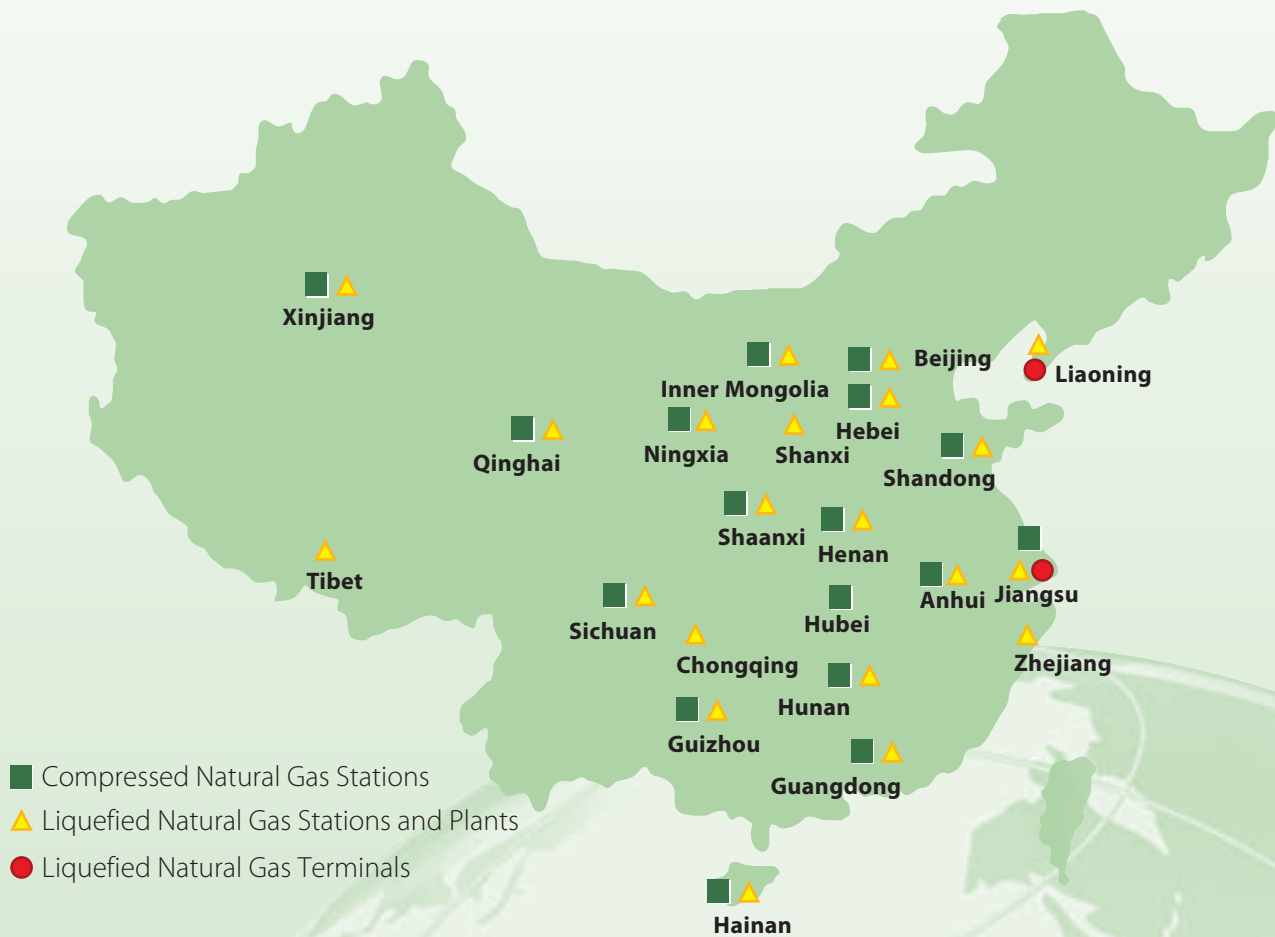 Xinjiang
Beijing
Liaoning
Inner Mongolia
Hebei
Qinghai
Ningxia
Shanxi
Shandong
Shaanxi
Henan
Tibet
Anhui
Jiangsu
Sichuan
Hubei
Chongqing
Zhejiang
Hunan
Guizhou
Guangdong
Compressed Natural Gas Stations
Liquefied Natural Gas Stations and Plants
Liquefied Natural Gas Terminals
Hainan